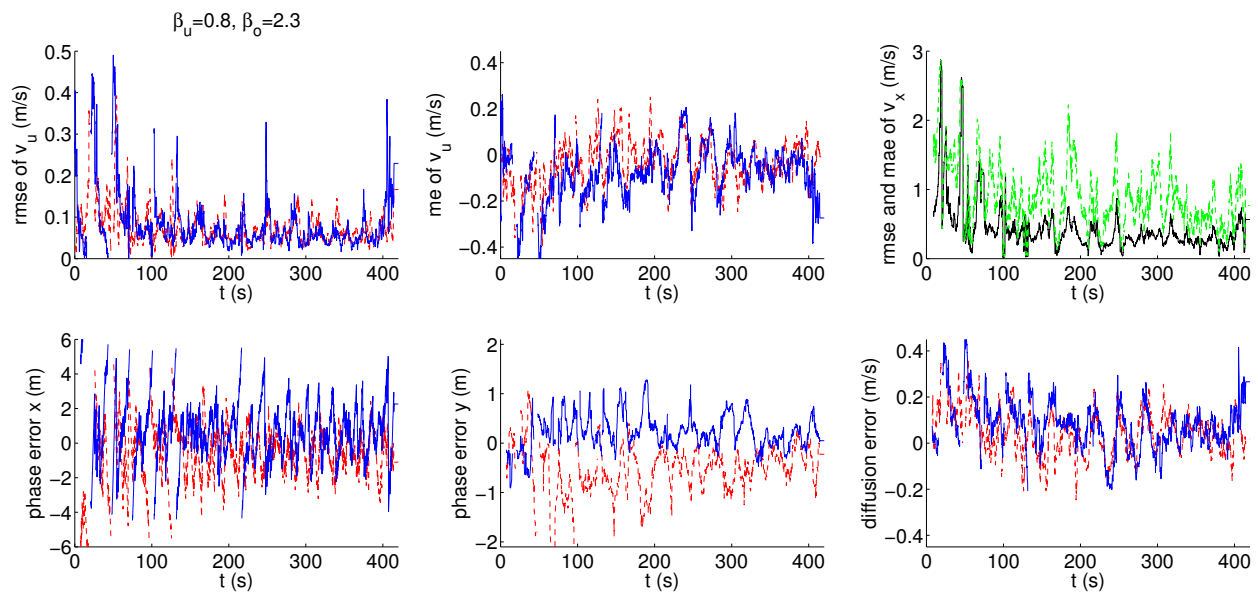 β_u=0.8, β_o=2.3
rmse of v_u (m/s)
0.5
0.4
0.3
0.2
0.1
0
0 100 200 300 400
t (s)
me of v_u (m/s)
0.4
0.2
0
−0.2
−0.4
0 100 200 300 400
t (s)
rmse and mae of v_x (m/s)
3
2
1
0
0 100 200 300 400
t (s)
phase error x (m)
6
4
2
0
−2
−4
−6
0 100 200 300 400
t (s)
phase error y (m)
2
1
0
−1
−2
0 100 200 300 400
t (s)
diffusion error (m/s)
0.4
0.2
0
−0.2
−0.4
0 100 200 300 400
t (s)